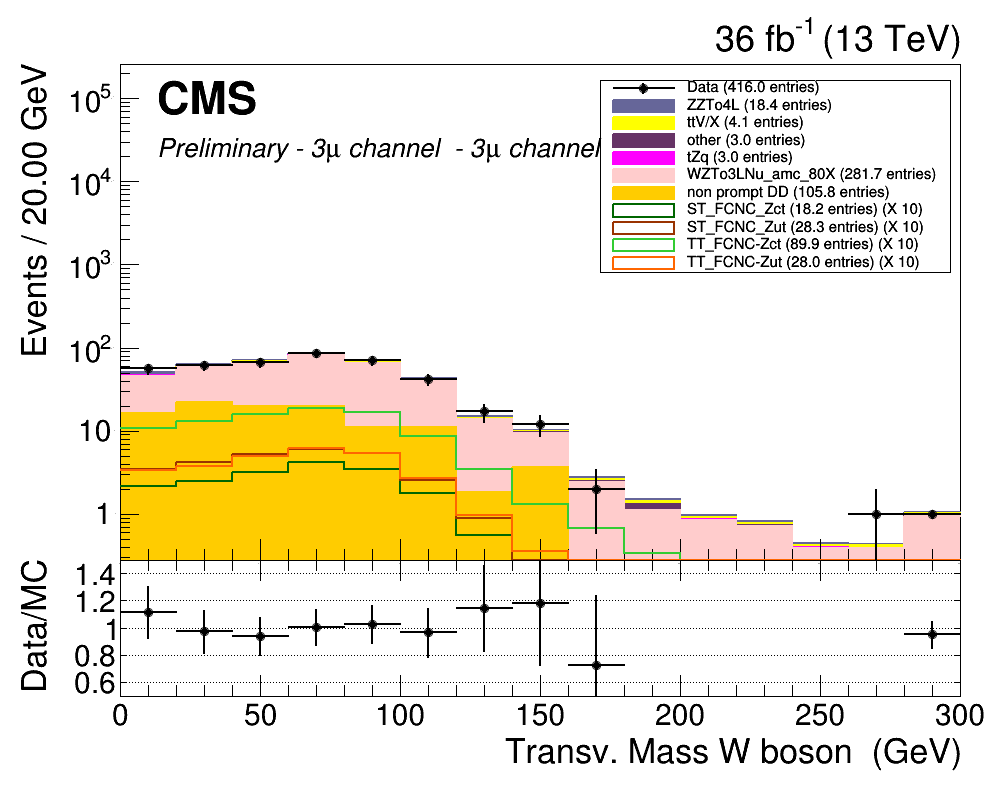 36 fb-1 (13 TeV)
Events / 20.00 GeV
CMS
Preliminary - 3μ channel  - 3μ channel
Data (416.0 entries)
ZZTo4L (18.4 entries)
ttV/X (4.1 entries)
other (3.0 entries)
tZq (3.0 entries)
WZTo3LNu_amc_80X (281.7 entries)
non prompt DD (105.8 entries)
ST_FCNC_Zct (18.2 entries) (X 10)
ST_FCNC_Zut (28.3 entries) (X 10)
TT_FCNC-Zct (89.9 entries) (X 10)
TT_FCNC-Zut (28.0 entries) (X 10)
10^5
10^4
10^3
10^2
10
1
Data/MC
1.4
1.2
1
0.8
0.6
0 50 100 150 200 250 300
Transv. Mass W boson  (GeV)